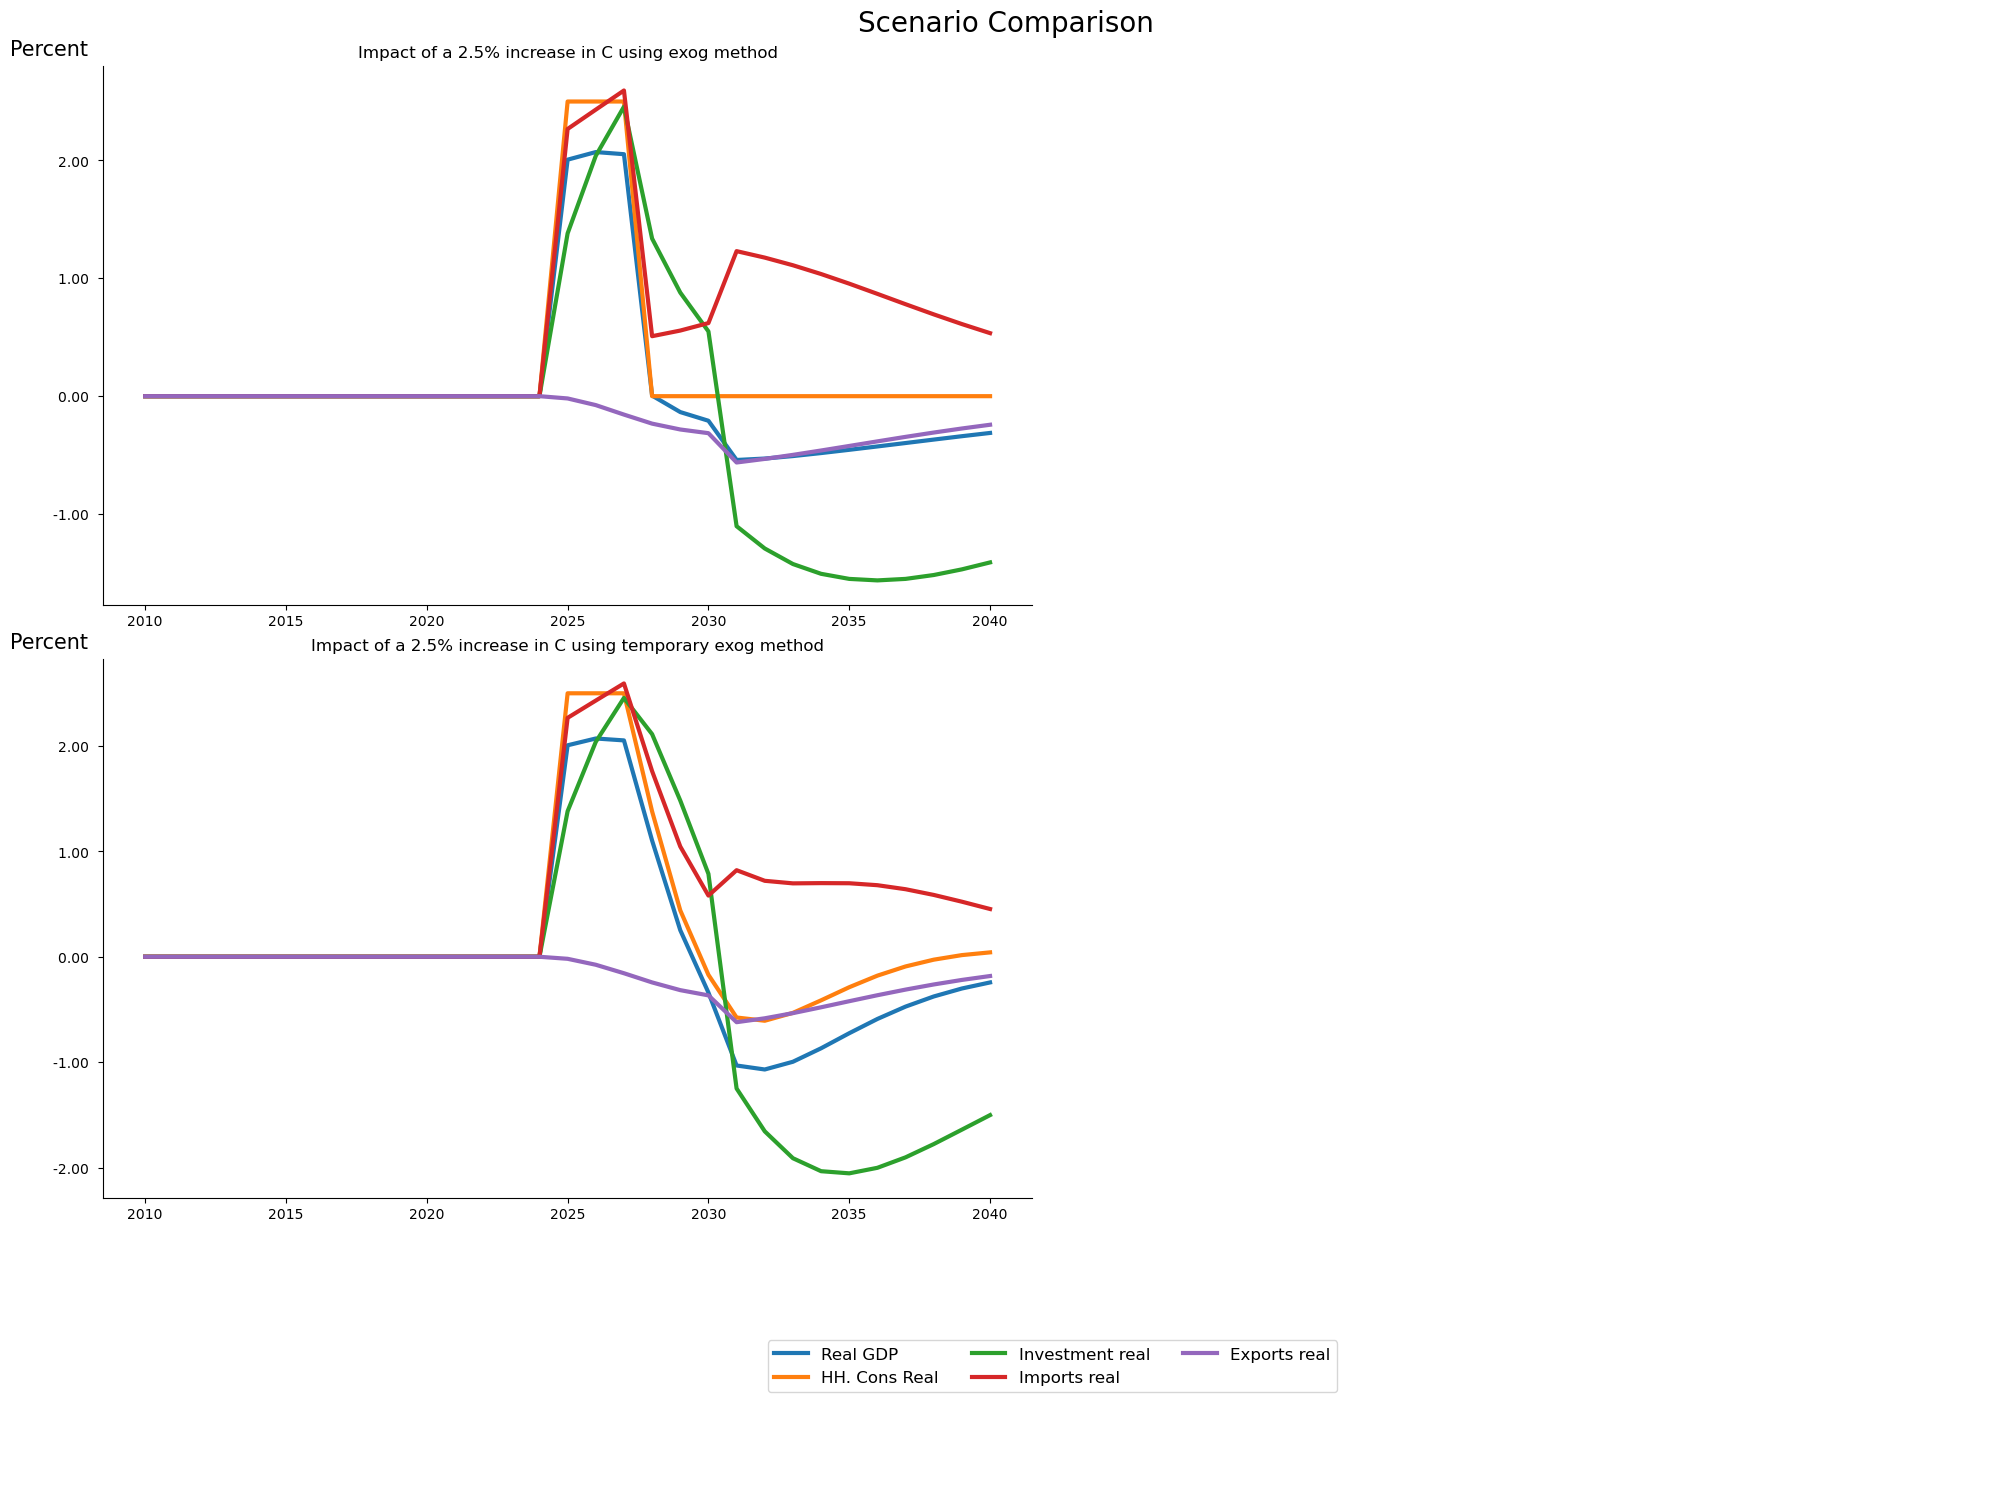 Scenario Comparison
Percent
Impact of a 2.5% increase in C using exog method
2.00
1.00
0.00
-1.00
2010 2015 2020 2025 2030 2035 2040
Percent
Impact of a 2.5% increase in C using temporary exog method
2.00
1.00
0.00
-1.00
-2.00
2010 2015 2020 2025 2030 2035 2040
Real GDP Investment real Exports real
HH. Cons Real Imports real